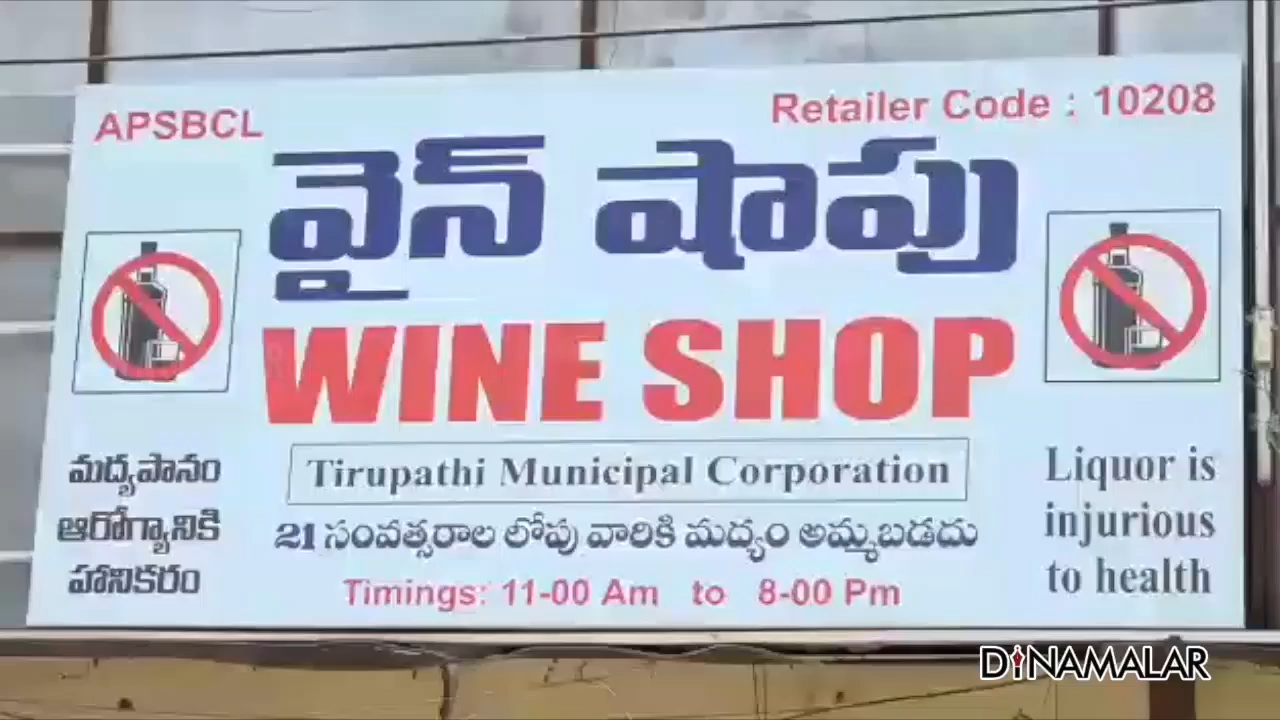 APSBCL
Retailer Code : 10208
వైన్ షాపు
WINE SHOP
Tirupathi Municipal Corporation
21 సంవత్సరాల లోపు వారికి మద్యం అమ్మబడదు
Timings: 11-00 Am to 8-00 Pm
మద్యపానం
ఆరోగ్యానికి
హానికరం
Liquor is
injurious
to health
DINAMALAR